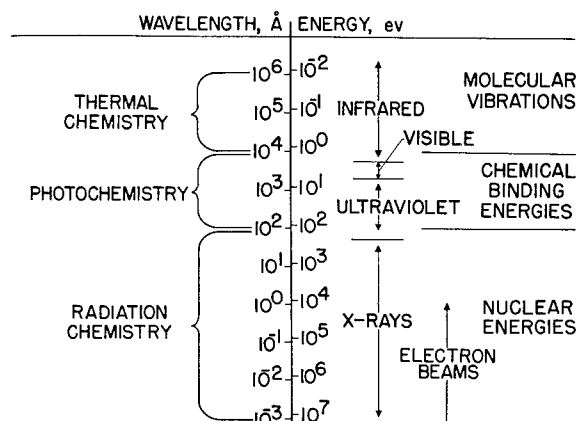 WAVELENGTH, Å ENERGY, ev
10⁶ 10⁻²
MOLECULAR
VIBRATIONS
THERMAL
CHEMISTRY
10⁵ 10⁻¹
INFRARED
10⁴ 10⁰
VISIBLE
PHOTOCHEMISTRY
10³ 10¹
CHEMICAL
BINDING
ENERGIES
ULTRAVIOLET
10² 10²
10¹ 10³
RADIATION
CHEMISTRY
10⁰ 10⁴
X-RAYS
NUCLEAR
ENERGIES
10⁻¹ 10⁵
ELECTRON
BEAMS
10⁻² 10⁶
10⁻³ 10⁷